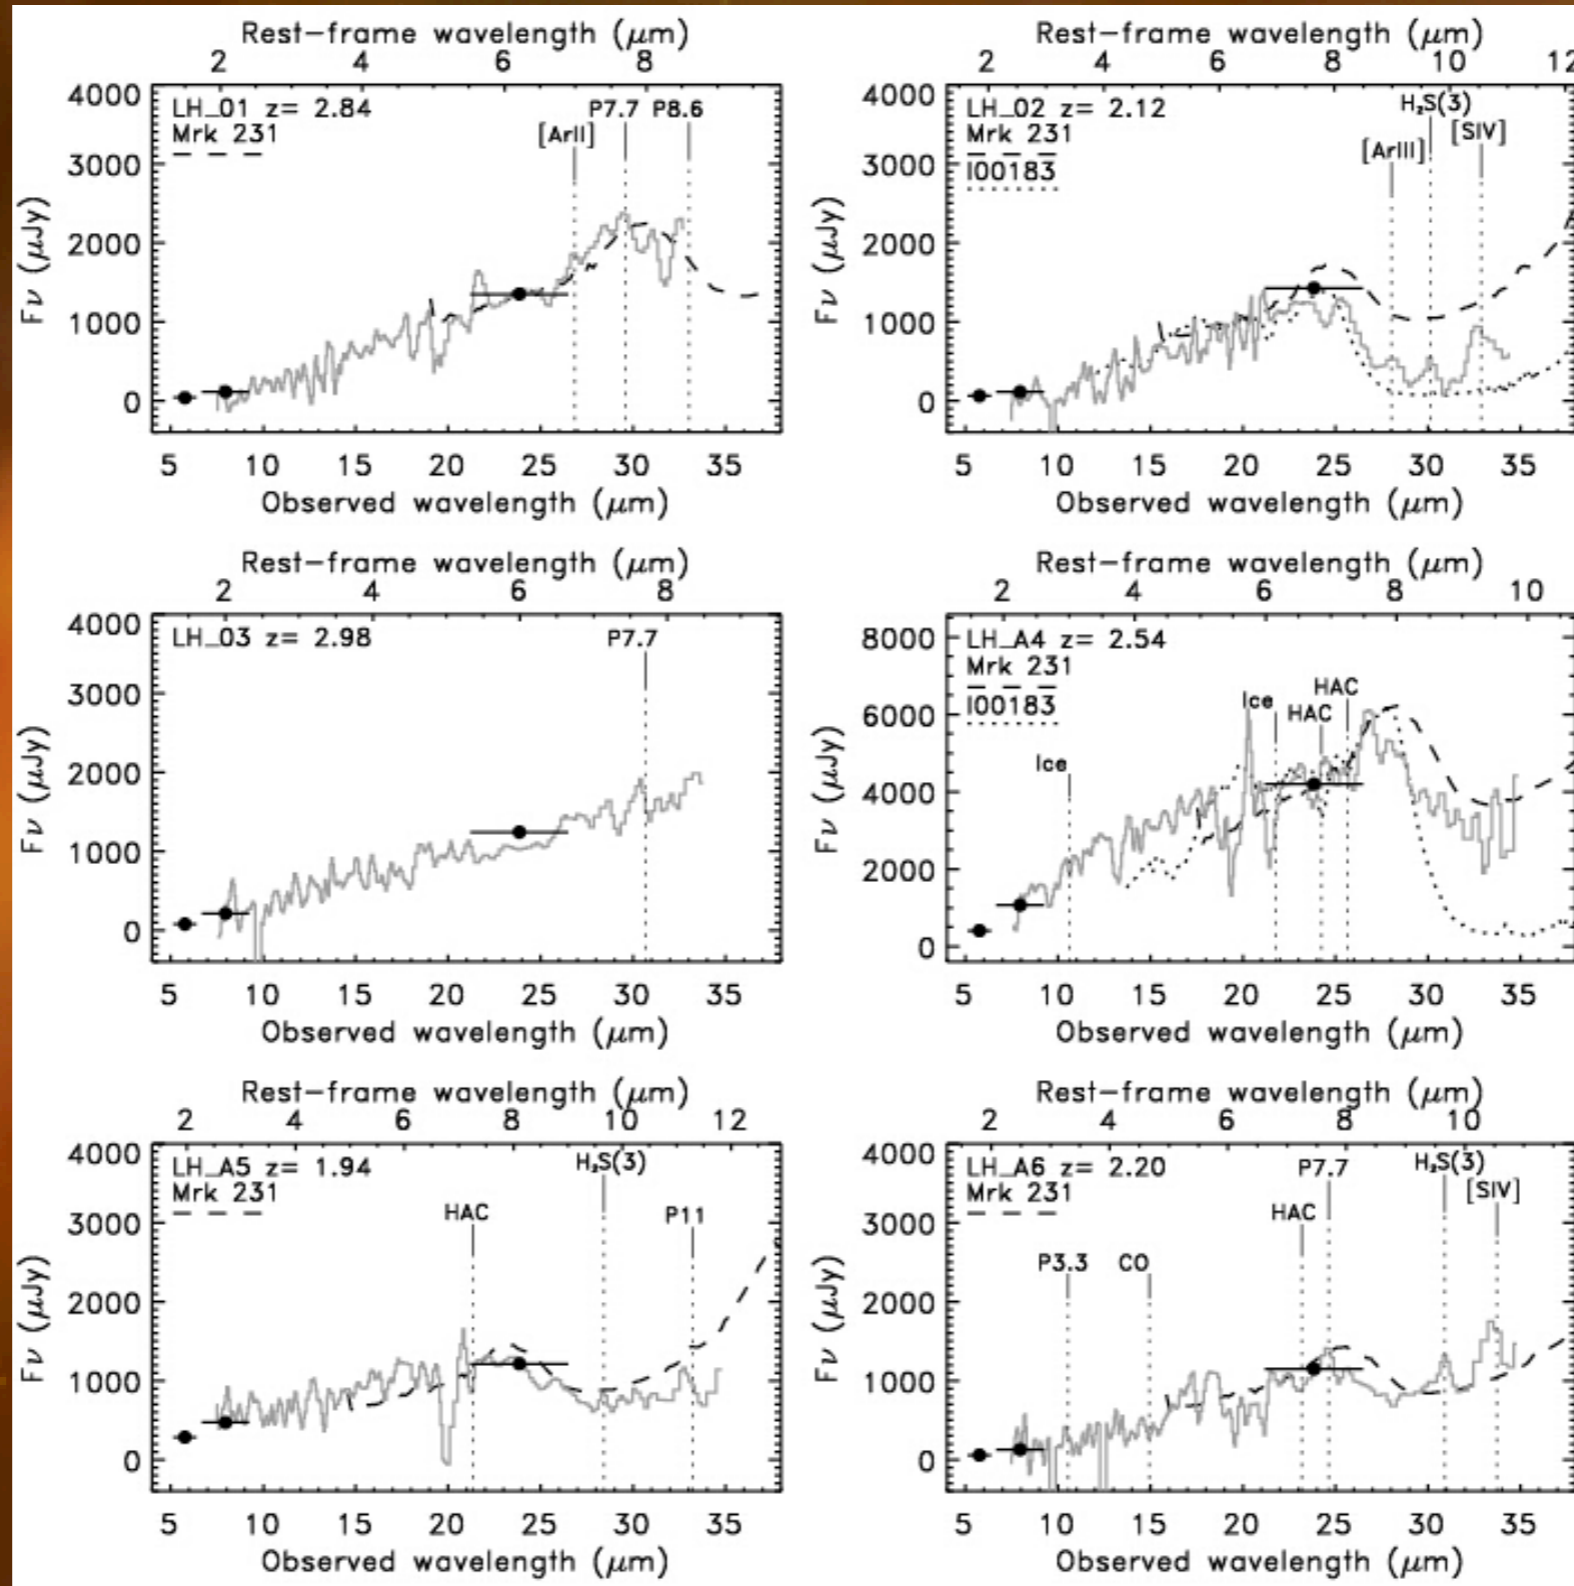 Rest-frame wavelength (μm)
2 4 6 8
4000
3000
2000
1000
0
Fν (μJy)
LH_01 z= 2.84
Mrk 231
[ArII]
P7.7 P8.6
5 10 15 20 25 30 35
Observed wavelength (μm)
Rest-frame wavelength (μm)
2 4 6 8 10 12
4000
3000
2000
1000
0
Fν (μJy)
LH_02 z= 2.12
Mrk 231
I00183
H₂S(3)
[ArIII]
[SIV]
5 10 15 20 25 30 35
Observed wavelength (μm)
Rest-frame wavelength (μm)
2 4 6 8
4000
3000
2000
1000
0
Fν (μJy)
LH_03 z= 2.98
P7.7
5 10 15 20 25 30 35
Observed wavelength (μm)
Rest-frame wavelength (μm)
2 4 6 8 10
8000
6000
4000
2000
0
Fν (μJy)
LH_A4 z= 2.54
Mrk 231
I00183
Ice
Ice
HAC
HAC
5 10 15 20 25 30 35
Observed wavelength (μm)
Rest-frame wavelength (μm)
2 4 6 8 10 12
4000
3000
2000
1000
0
Fν (μJy)
LH_A5 z= 1.94
Mrk 231
HAC
H₂S(3)
P11
5 10 15 20 25 30 35
Observed wavelength (μm)
Rest-frame wavelength (μm)
2 4 6 8 10
4000
3000
2000
1000
0
Fν (μJy)
LH_A6 z= 2.20
Mrk 231
P3.3
CO
HAC
P7.7
H₂S(3)
[SIV]
5 10 15 20 25 30 35
Observed wavelength (μm)